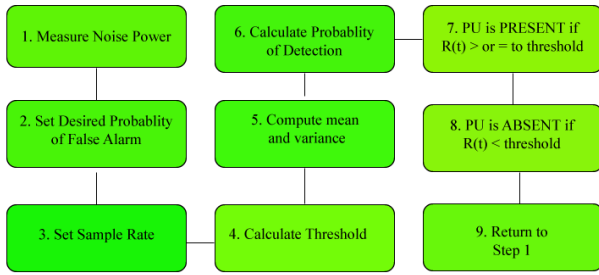 1. Measure Noise Power
2. Set Desired Probablity
of False Alarm
3. Set Sample Rate
4. Calculate Threshold
5. Compute mean
and variance
6. Calculate Probablity
of Detection
7. PU is PRESENT if
R(t) > or = to threshold
8. PU is ABSENT if
R(t) < threshold
9. Return to
Step 1